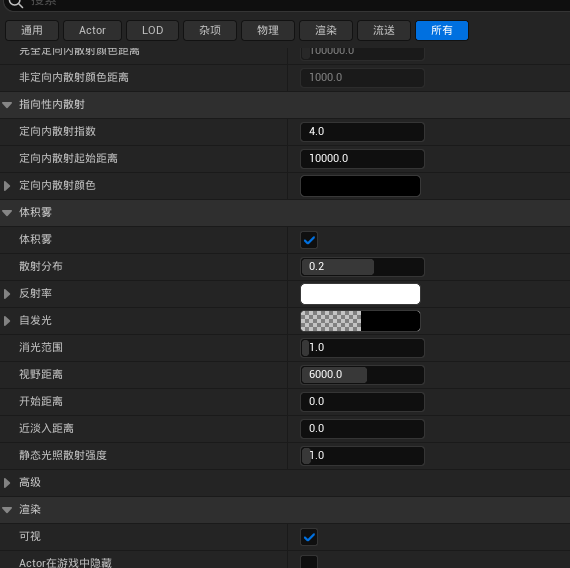 搜索
通用 Actor LOD 杂项 物理 渲染 流送 所有
完全定向内散射颜色距离 100000.0
非定向内散射颜色距离 1000.0
指向性内散射
定向内散射指数 4.0
定向内散射起始距离 10000.0
定向内散射颜色
体积雾
体积雾
散射分布 0.2
反射率
自发光
消光范围 1.0
视野距离 6000.0
开始距离 0.0
近淡入距离 0.0
静态光照散射强度 1.0
高级
渲染
可视
Actor在游戏中隐藏